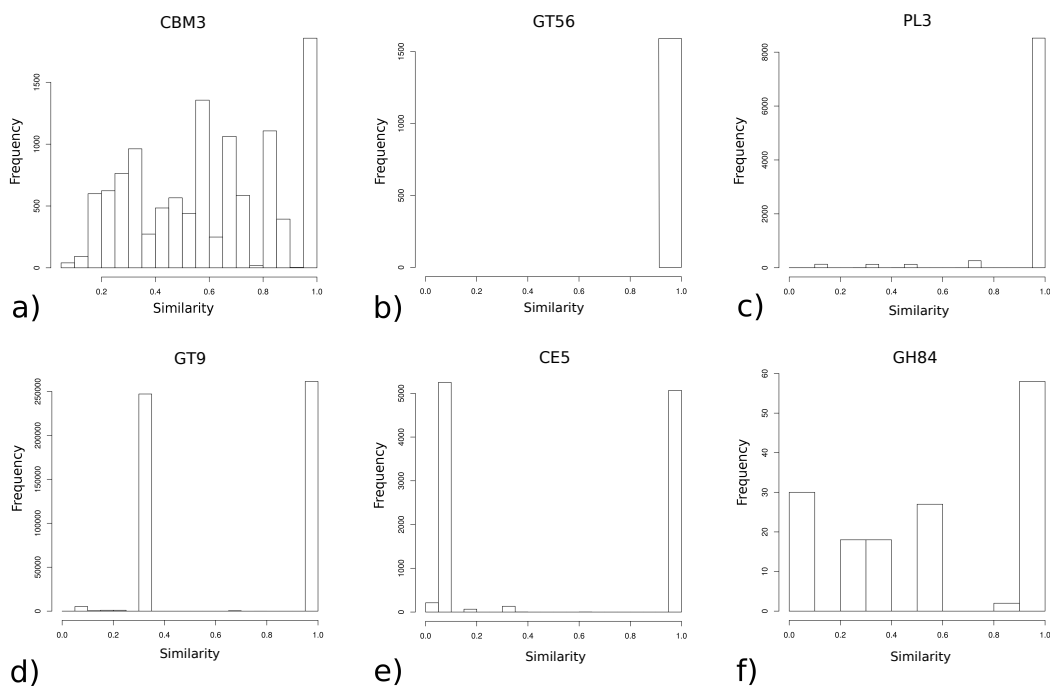 CBM3
Frequency
0 500 1000 1500
0.2 0.4 0.6 0.8 1.0
Similarity
a)
GT56
Frequency
0 500 1000 1500
0.0 0.2 0.4 0.6 0.8 1.0
Similarity
b)
PL3
Frequency
0 2000 4000 6000 8000
0.0 0.2 0.4 0.6 0.8 1.0
Similarity
c)
GT9
Frequency
0 50000 100000 150000 200000 250000
0.0 0.2 0.4 0.6 0.8 1.0
Similarity
d)
CE5
Frequency
0 1000 2000 3000 4000 5000
0.0 0.2 0.4 0.6 0.8 1.0
Similarity
e)
GH84
Frequency
0 10 20 30 40 50 60
0.0 0.2 0.4 0.6 0.8 1.0
Similarity
f)